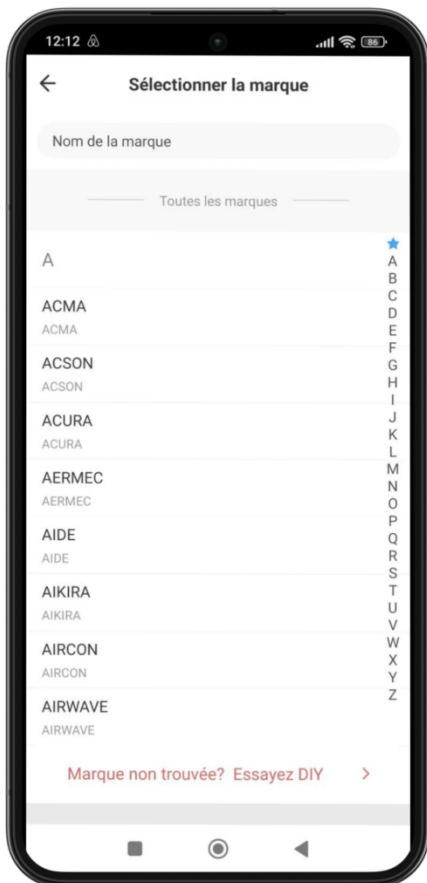 12:12
86
Sélectionner la marque
Nom de la marque
Toutes les marques
A
ACMA
ACMA
ACSON
ACSON
ACURA
ACURA
AERMEC
AERMEC
AIDE
AIDE
AIKIRA
AIKIRA
AIRCON
AIRCON
AIRWAVE
AIRWAVE
A
B
C
D
E
F
G
H
I
J
K
L
M
N
O
P
Q
R
S
T
U
V
W
X
Y
Z
Marque non trouvée? Essayez DIY